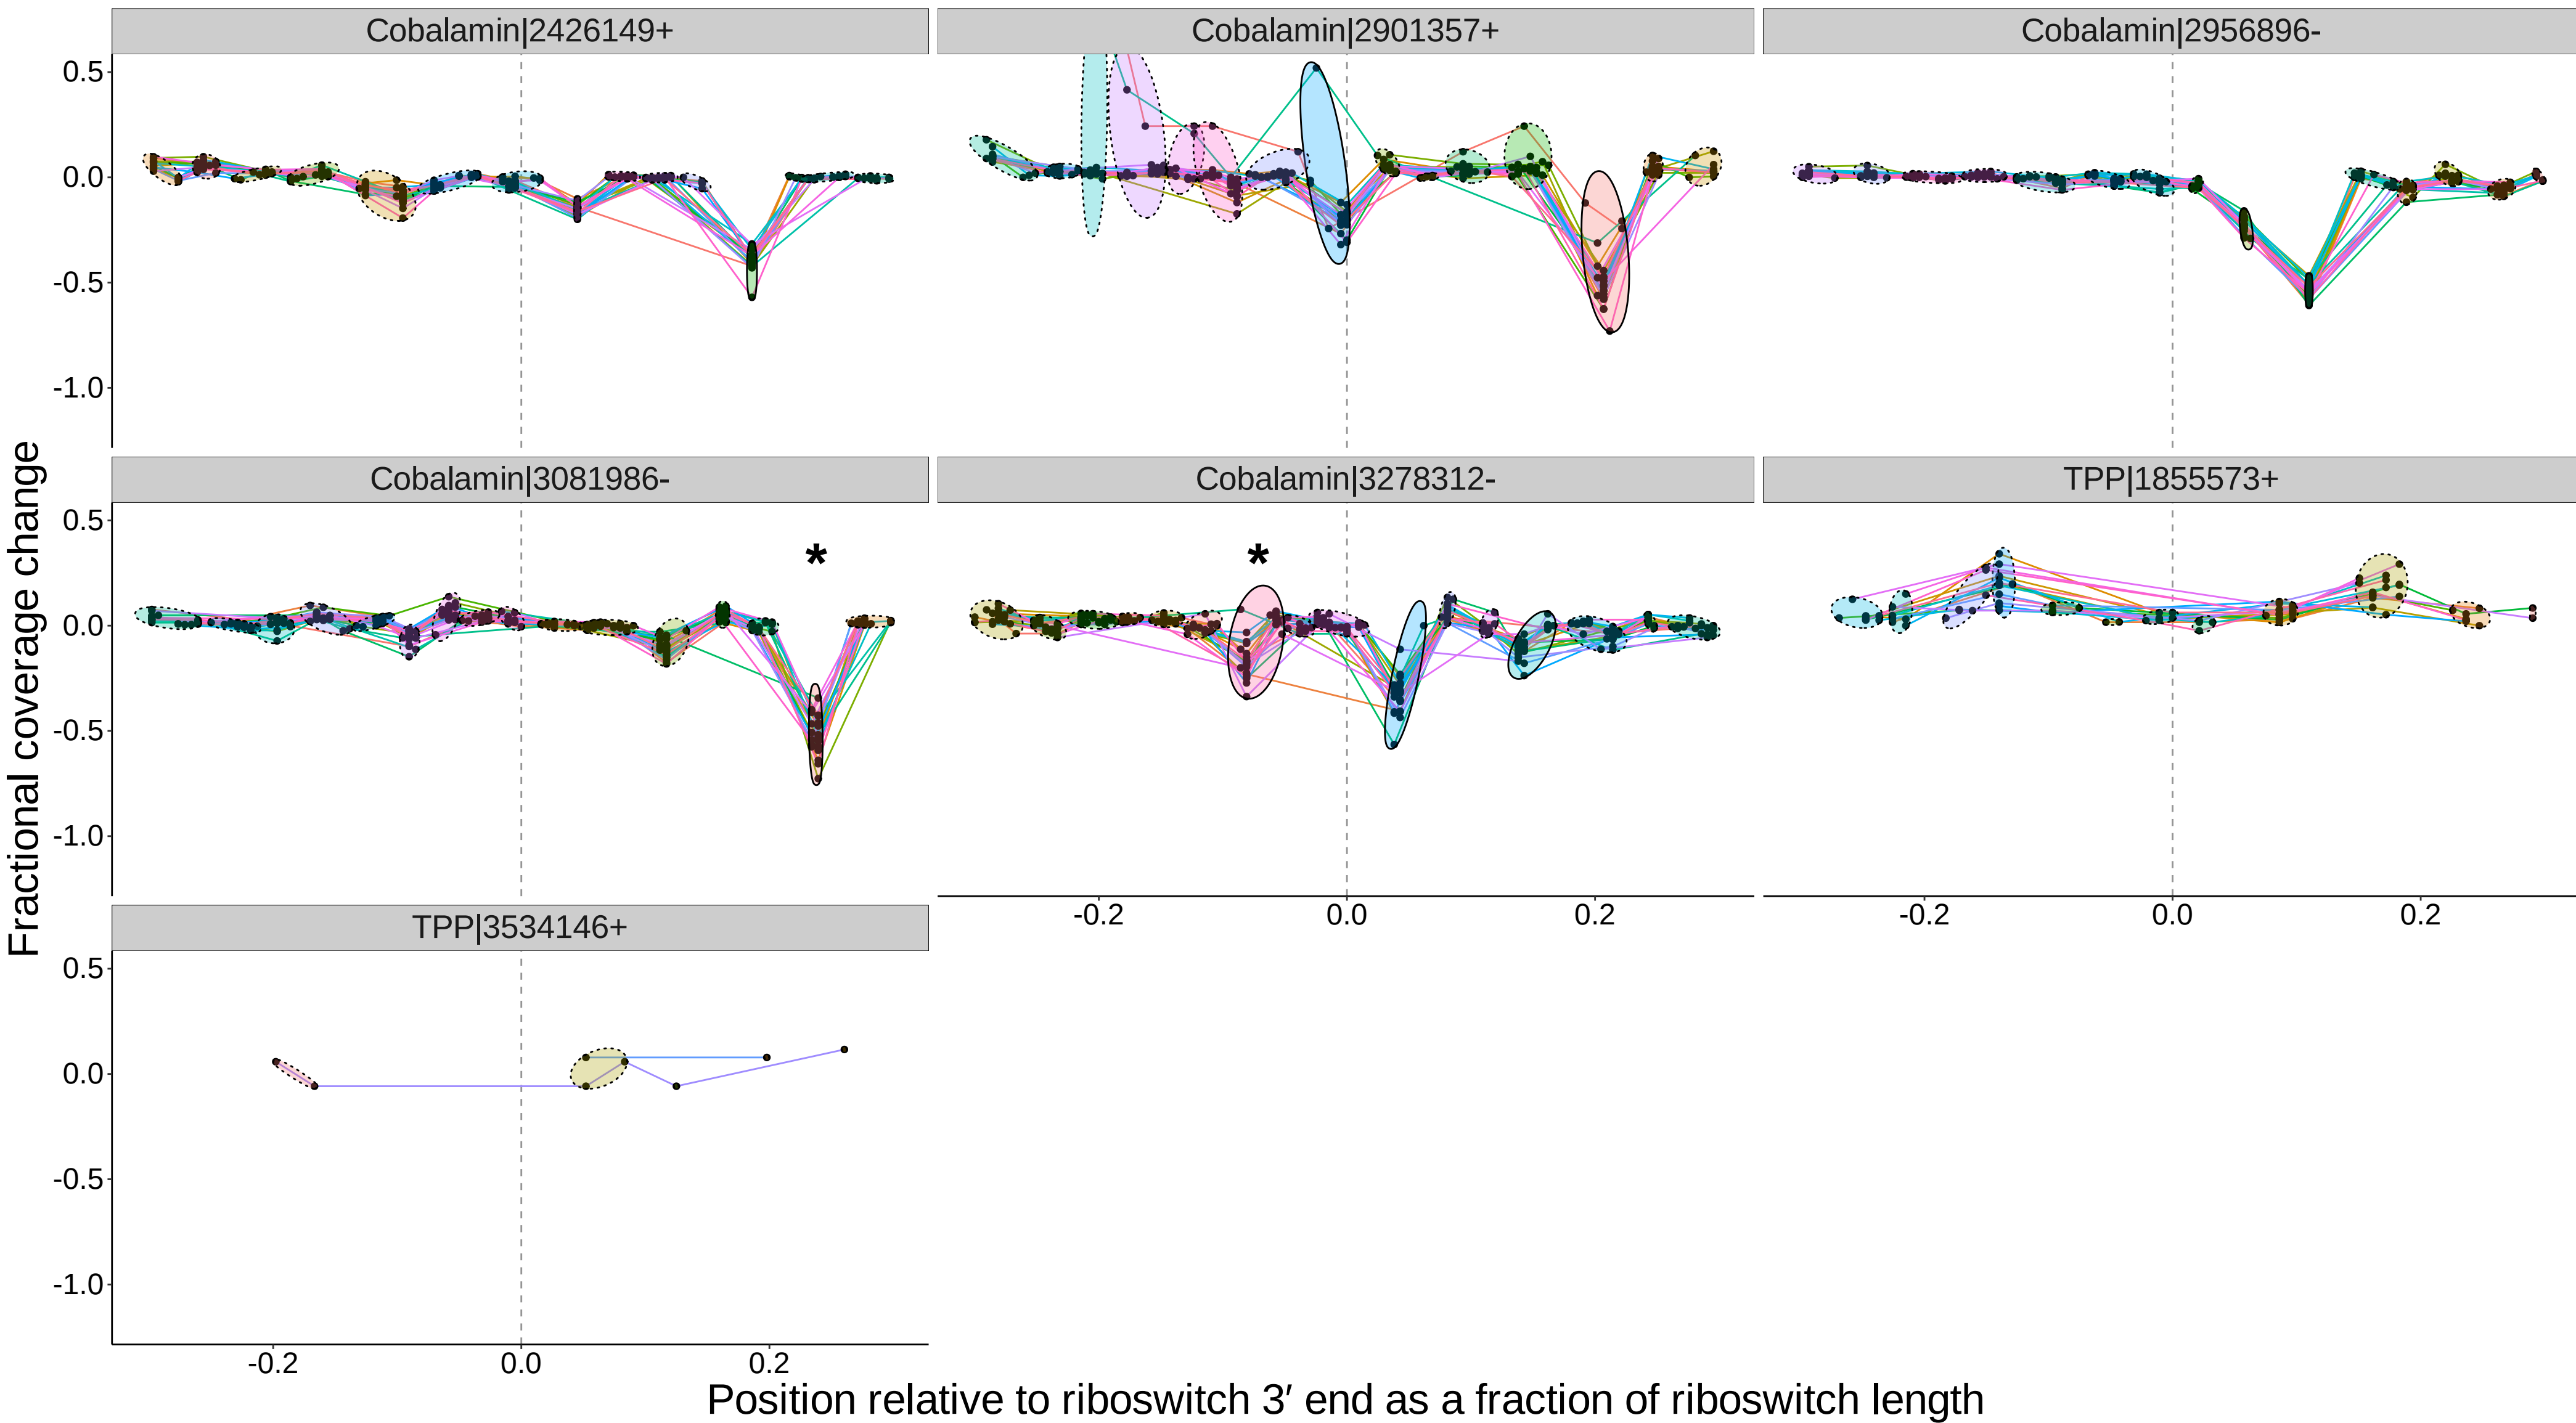 Cobalamin|2426149+
Cobalamin|2901357+
Cobalamin|2956896-
0.5
0.0
-0.5
-1.0
Cobalamin|3081986-
Cobalamin|3278312-
TPP|1855573+
0.5
0.0
-0.5
-1.0
*
*
-0.2
0.0
0.2
-0.2
0.0
0.2
TPP|3534146+
0.5
0.0
-0.5
-1.0
-0.2
0.0
0.2
Fractional coverage change
Position relative to riboswitch 3′ end as a fraction of riboswitch length